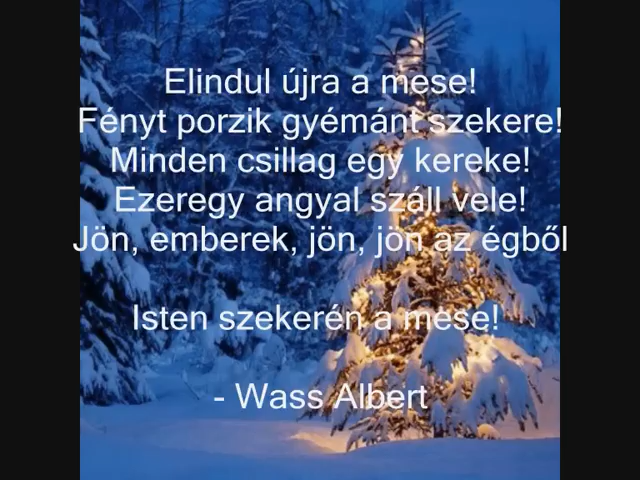 Elindul újra a mese!
Fényt porzik gyémánt szekere!
Minden csillag egy kereke!
Ezeregy angyal száll vele!
Jön, emberek, jön, jön az égből
Isten szekerén a mese!
- Wass Albert